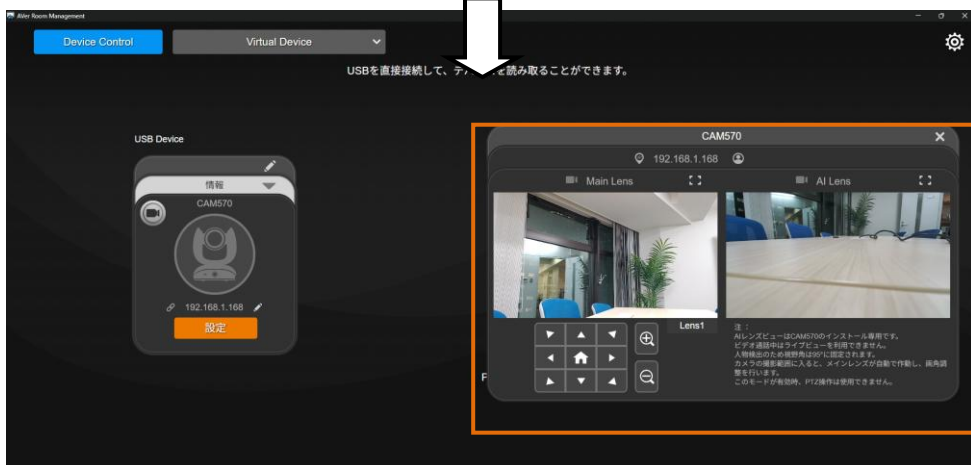 AVer Room Management
Device Control
Virtual Device
USBを直接接続して、デ
を読み取ることができます。
USB Device
情報
CAM570
192.168.1.168
設定
CAM570
192.168.1.168
Main Lens
AI Lens
Lens1
注：
AIレンズビューはCAM570のインストール専用です。
ビデオ通話中はライブビューを利用できません。
人物検出のため視野角は95°に固定されます。
カメラの撮影範囲に入ると、メインレンズが自動で作動し、画角調
整を行います。
このモードが有効時、PTZ操作は使用できません。